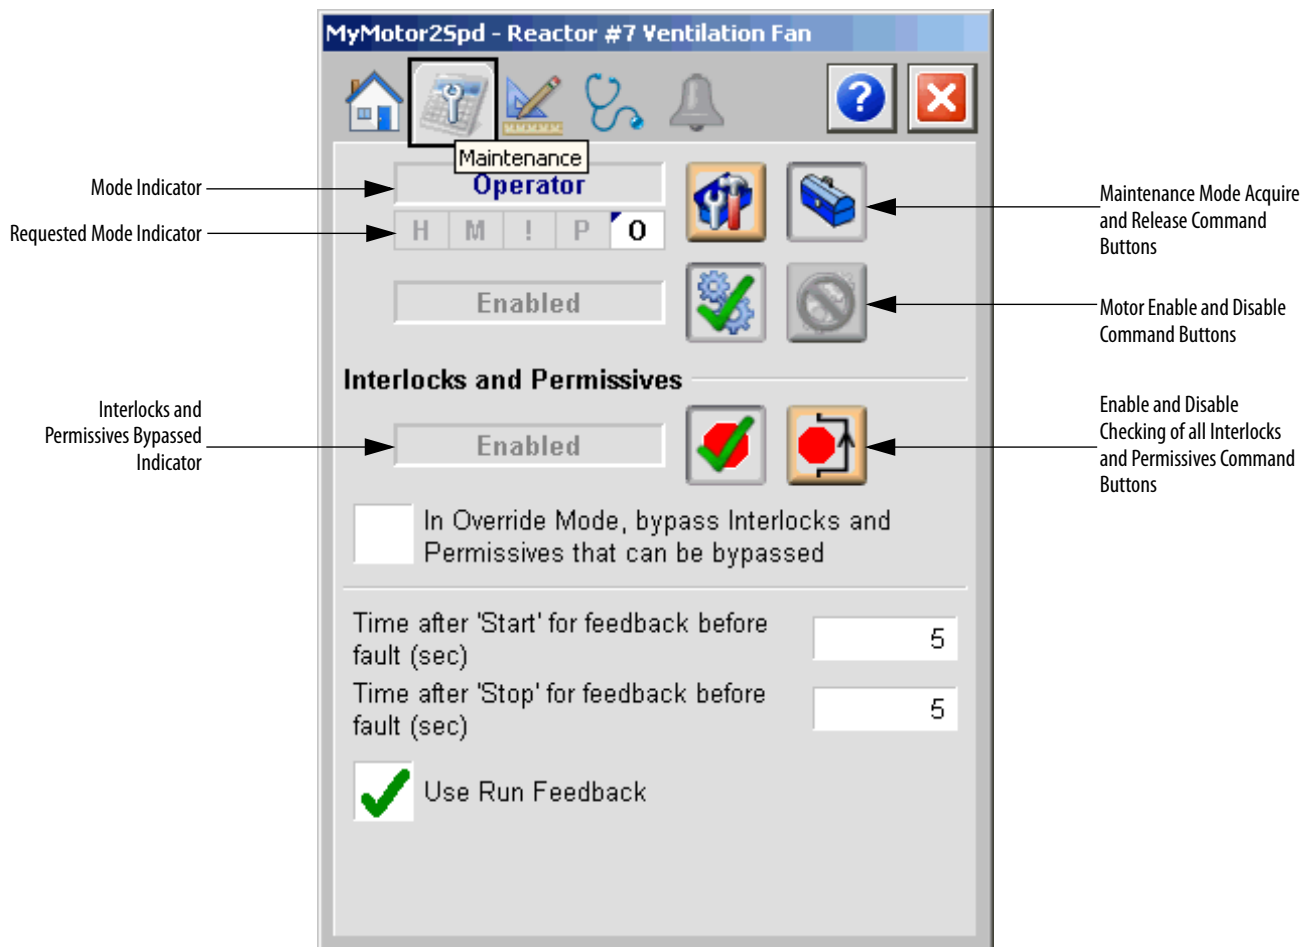 MyMotor2Spd - Reactor #7 Ventilation Fan
?
Maintenance
Mode Indicator
Operator
Maintenance Mode Acquire
and Release Command
Buttons
Requested Mode Indicator
H M ! P O
Enabled
Motor Enable and Disable
Command Buttons
Interlocks and Permissives
Interlocks and
Permissives Bypassed
Indicator
Enabled
Enable and Disable
Checking of all Interlocks
and Permissives Command
Buttons
In Override Mode, bypass Interlocks and
Permissives that can be bypassed
Time after 'Start' for feedback before
fault (sec)
5
Time after 'Stop' for feedback before
fault (sec)
5
Use Run Feedback